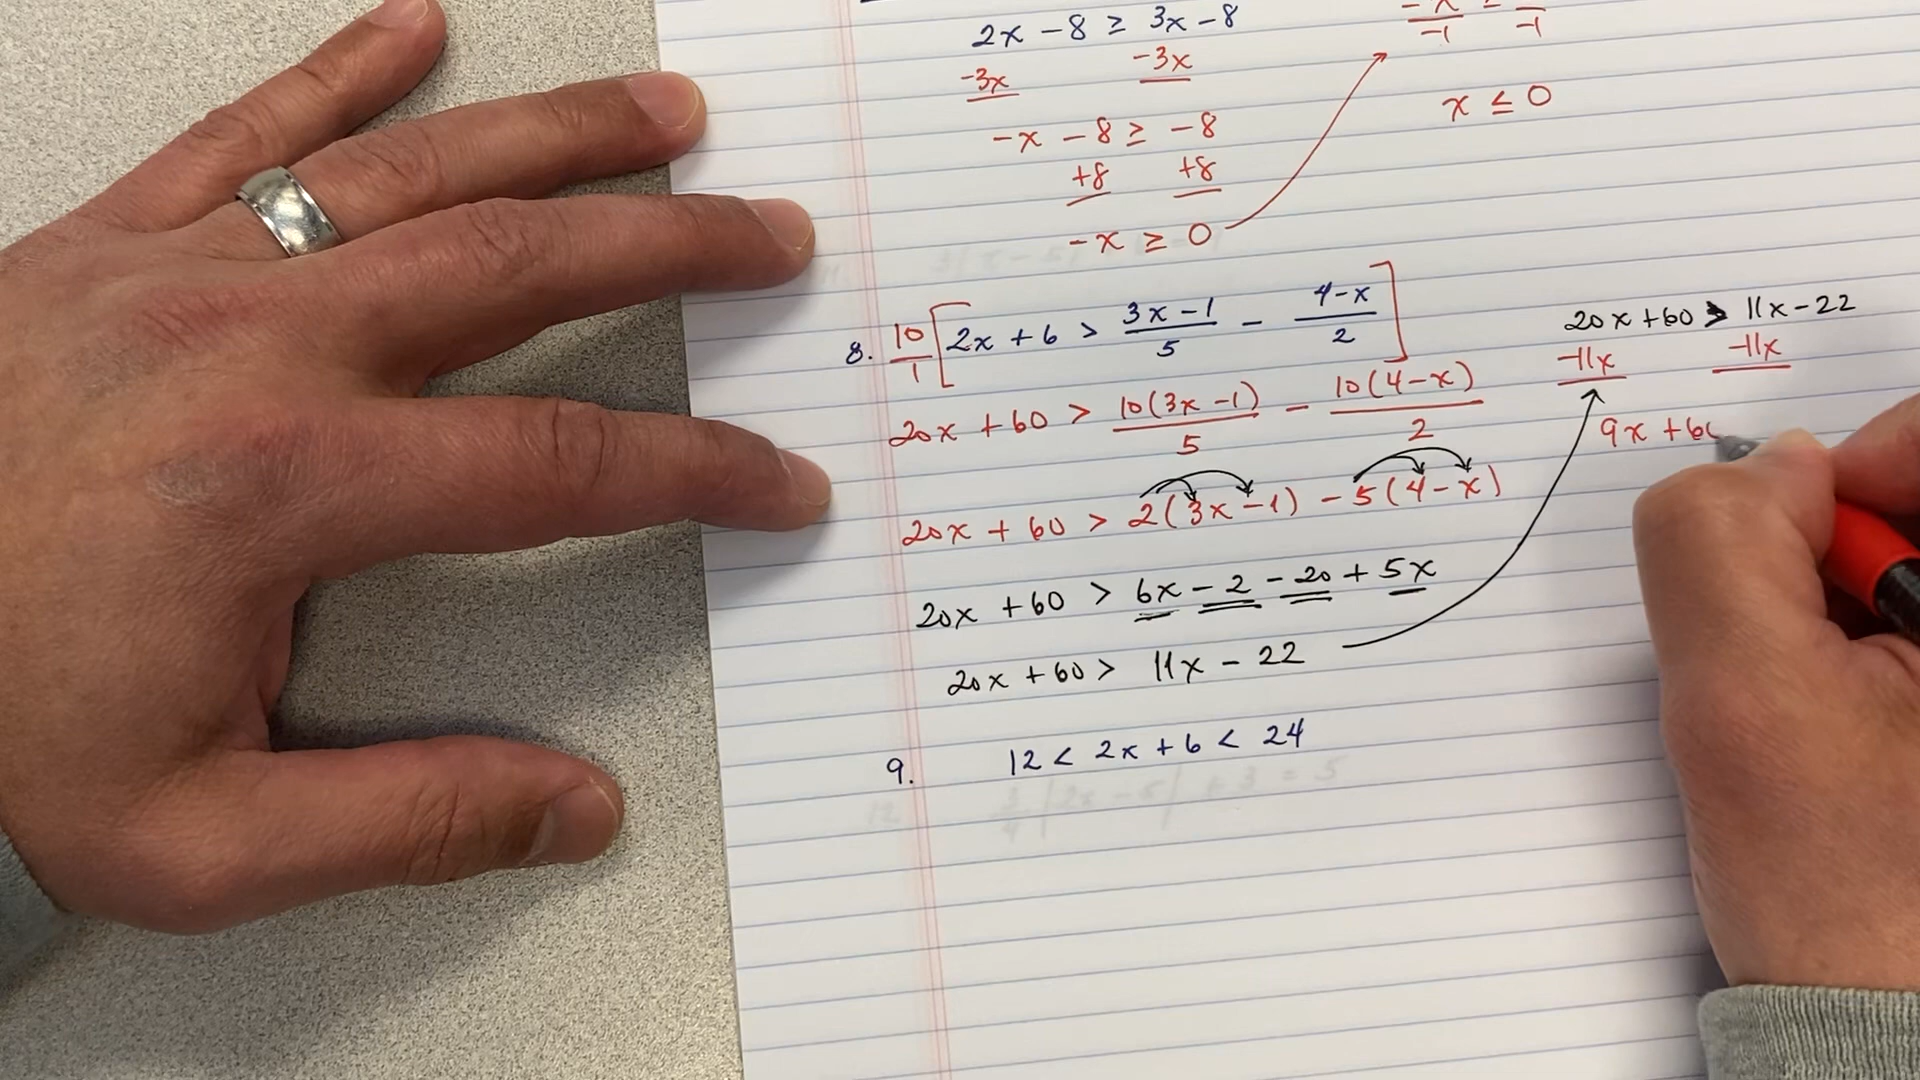 2x - 8 ≥ 3x - 8
-3x -3x
-x - 8 ≥ -8
+8 +8
-x ≥ 0
-1 -1
x ≤ 0
8. 10/1 [2x + 6 > (3x - 1)/5 - (4-x)/2]
20x + 60 > 10(3x - 1)/5 - 10(4-x)/2
20x + 60 > 2(3x - 1) - 5(4-x)
20x + 60 > 6x - 2 - 20 + 5x
20x + 60 > 11x - 22
20x + 60 > 11x - 22
-11x -11x
9x + 60
9. 12 < 2x + 6 < 24